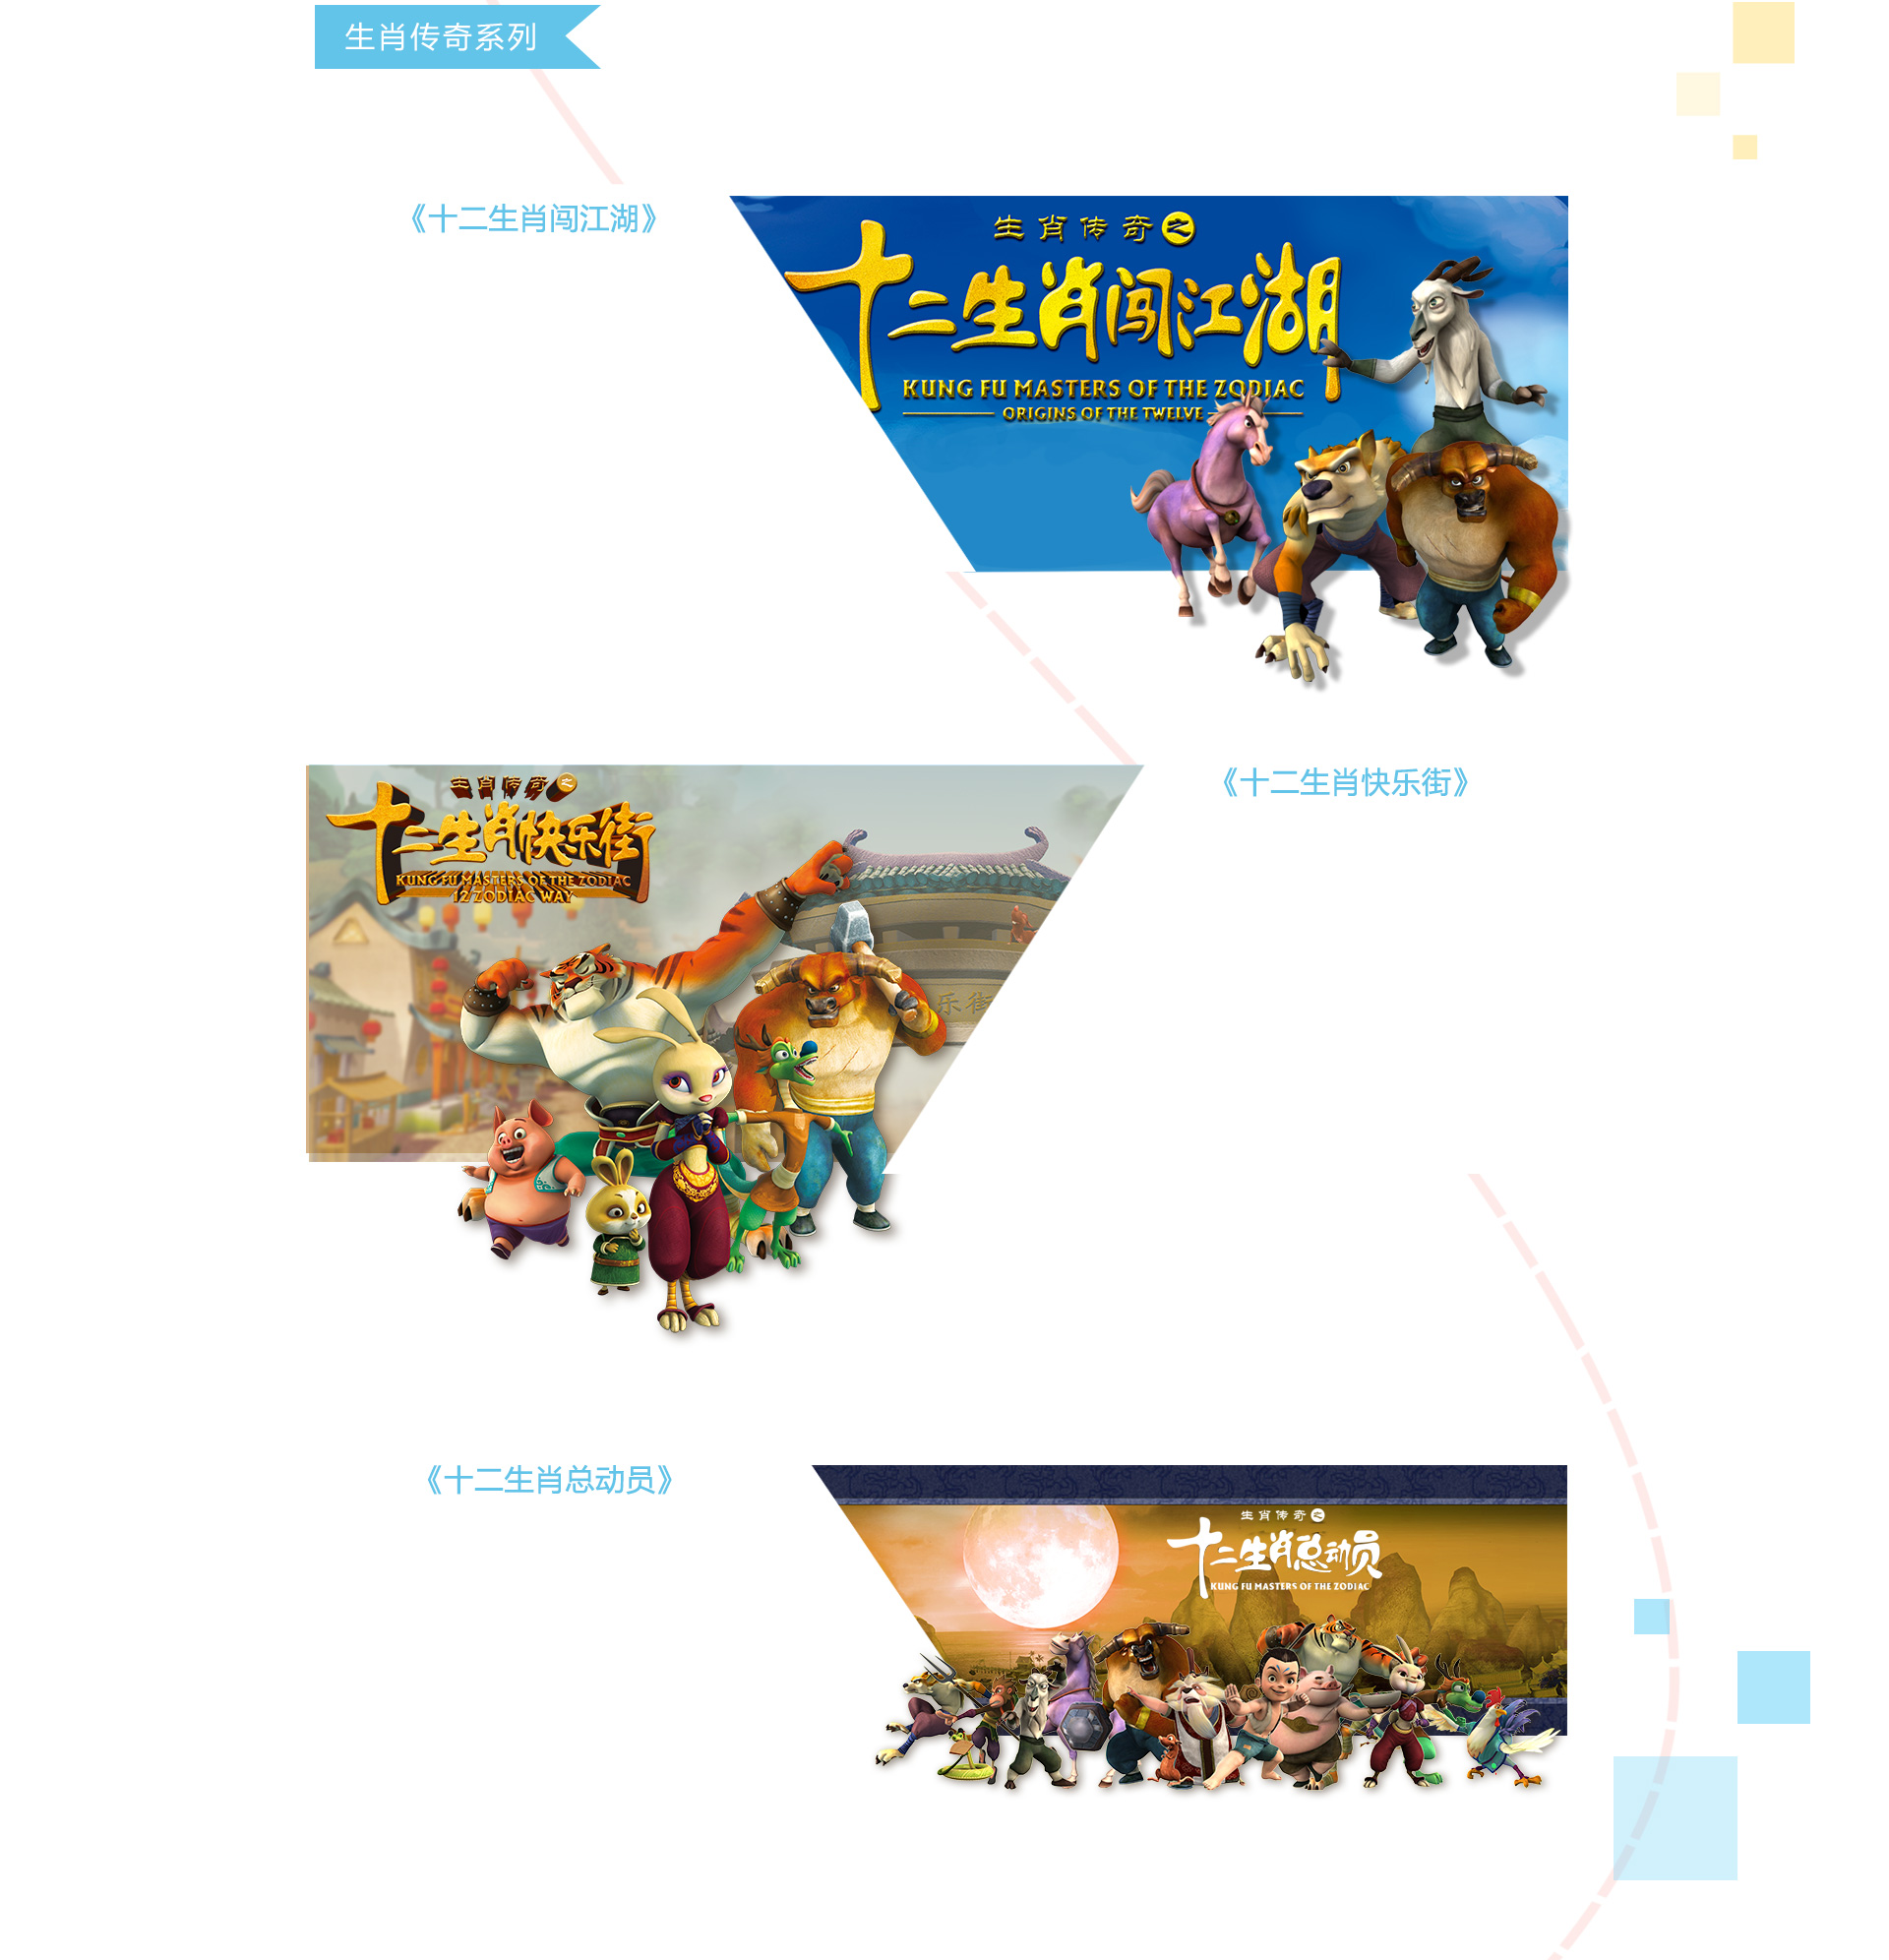 生肖传奇系列
《十二生肖闯江湖》
生肖传奇之
十二生肖闯江湖
KUNG FU MASTERS OF THE ZODIAC
ORIGINS OF THE TWELVE
生肖传奇之
十二生肖快乐街
KUNG FU MASTERS OF THE ZODIAC
12 ZODIAC WAY
乐街
《十二生肖快乐街》
《十二生肖总动员》
生肖传奇之
十二生肖总动员
KUNG FU MASTERS OF THE ZODIAC